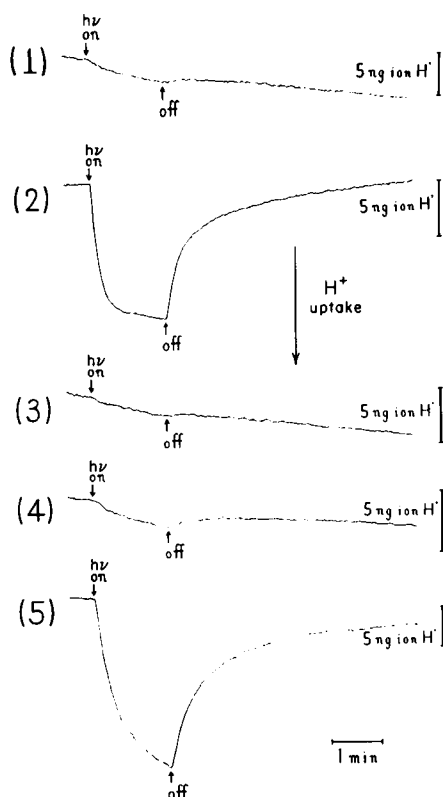 hν
on
(1)
off
5 ng ion H⁺
hν
on
(2)
off
5 ng ion H⁺
H⁺
uptake
hν
on
(3)
off
5 ng ion H⁺
hν
on
(4)
off
5 ng ion H⁺
hν
on
(5)
off
5 ng ion H⁺
1 min